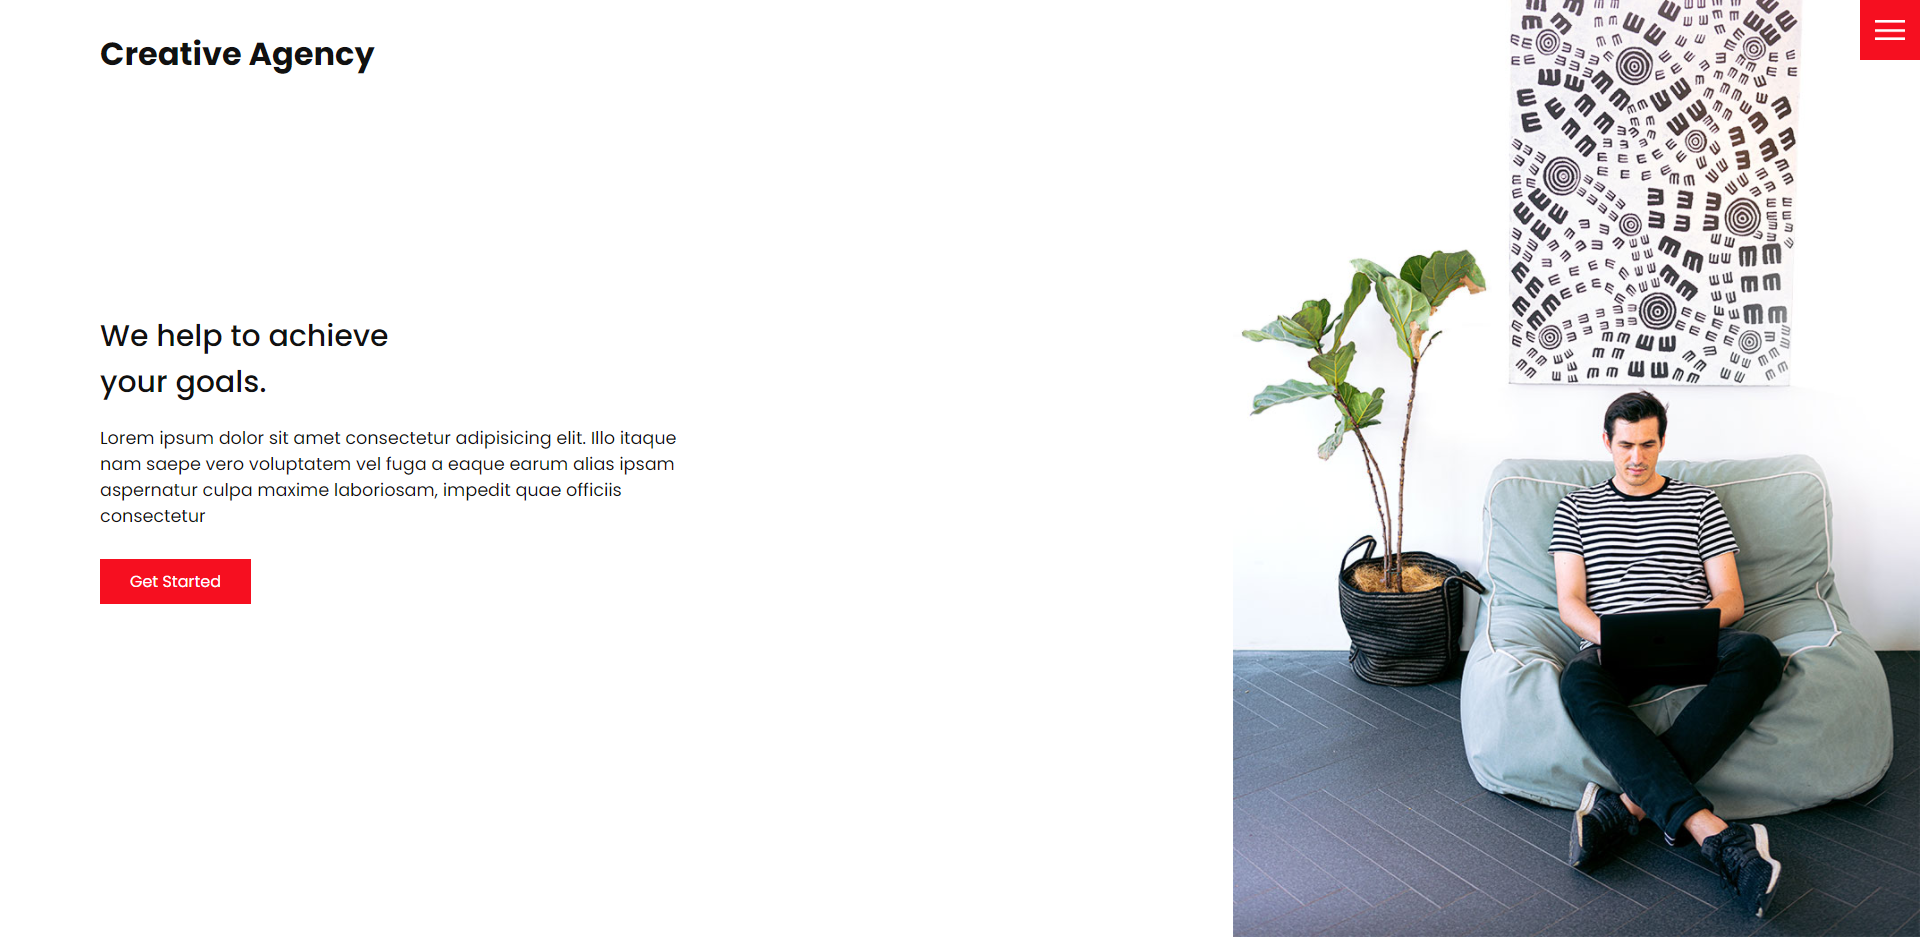 Creative Agency
We help to achieve
your goals.
Lorem ipsum dolor sit amet consectetur adipisicing elit. Illo itaque
nam saepe vero voluptatem vel fuga a eaque earum alias ipsam
aspernatur culpa maxime laboriosam, impedit quae officiis
consectetur
Get Started